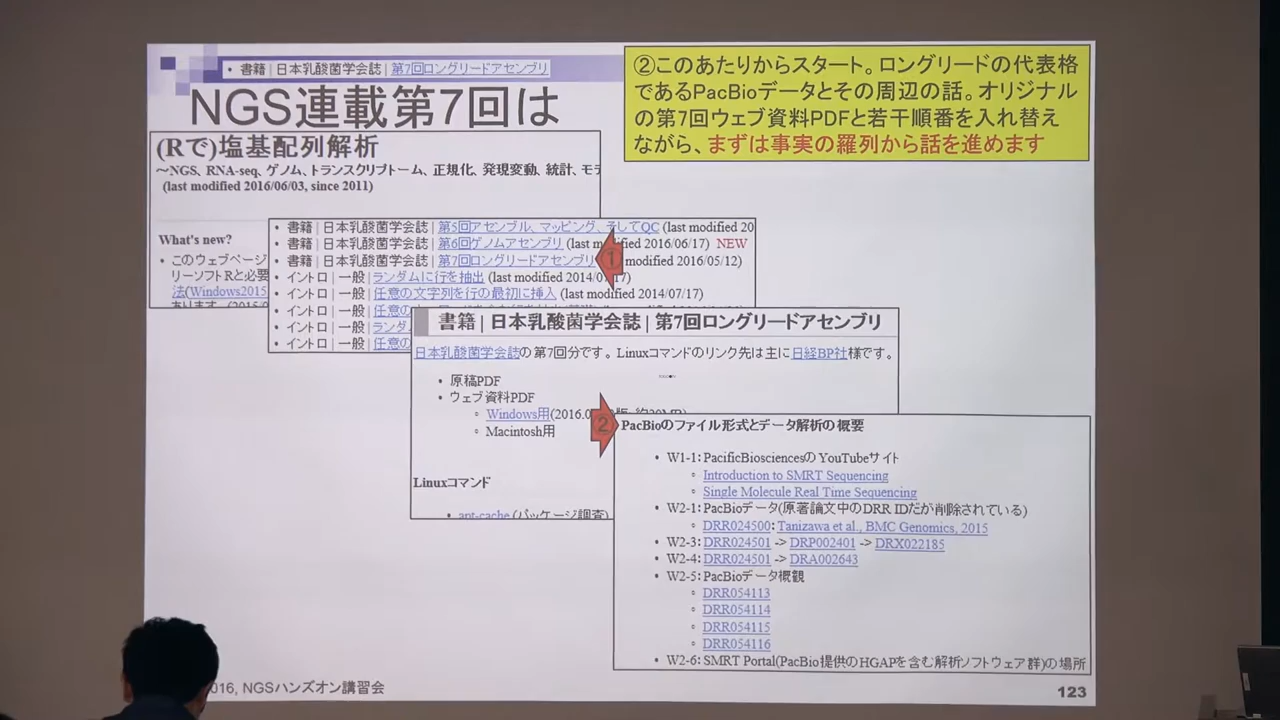 • 書籍 | 日本乳酸菌学会誌 | 第7回ロングリードアセンブリ
NGS連載第7回は
②このあたりからスタート。ロングリードの代表格
であるPacBioデータとその周辺の話。オリジナル
の第7回ウェブ資料PDFと若干順番を入れ替え
ながら、まずは事実の羅列から話を進めます
(Rで)塩基配列解析
～NGS、RNA-seq、ゲノム、トランスクリプトーム、正規化、発現変動、統計、モデ
(last modified 2016/06/03, since 2011)
What's new?
• このウェブページ
リーソフトRと必要
法(Windows2015
• 書籍 | 日本乳酸菌学会誌 | 第5回アセンブル、マッピング、そしてQC (last modified 20
• 書籍 | 日本乳酸菌学会誌 | 第6回ゲノムアセンブリ (last modified 2016/06/17) NEW
• 書籍 | 日本乳酸菌学会誌 | 第7回ロングリードアセンブリ ① modified 2016/05/12)
• イントロ | 一般 | ランダムに行を抽出 (last modified 2014/07/17)
• イントロ | 一般 | 任意の文字列を行の最初に挿入 (last modified 2014/07/17)
• イントロ | 一般 | 任意の
• イントロ | 一般 | ランダ
• イントロ | 一般 | 任意の
書籍 | 日本乳酸菌学会誌 | 第7回ロングリードアセンブリ
日本乳酸菌学会誌の第7回分です。Linuxコマンドのリンク先は主に日経BP社様です。
• 原稿PDF
• ウェブ資料PDF
◦ Windows用(2016.0
◦ Macintosh用
Linuxコマンド
• apt-cache (パッケージ調査)
②
PacBioのファイル形式とデータ解析の概要
• W1-1: PacificBiosciencesのYouTubeサイト
◦ Introduction to SMRT Sequencing
◦ Single Molecule Real Time Sequencing
• W2-1: PacBioデータ(原著論文中のDRR IDだが削除されている)
◦ DRR024500: Tanizawa et al., BMC Genomics, 2015
• W2-3: DRR024501 -> DRP002401 -> DRX022185
• W2-4: DRR024501 -> DRA002643
• W2-5: PacBioデータ概観
◦ DRR054113
◦ DRR054114
◦ DRR054115
◦ DRR054116
• W2-6: SMRT Portal(PacBio提供のHGAPを含む解析ソフトウェア群)の場所
016, NGSハンズオン講習会
123